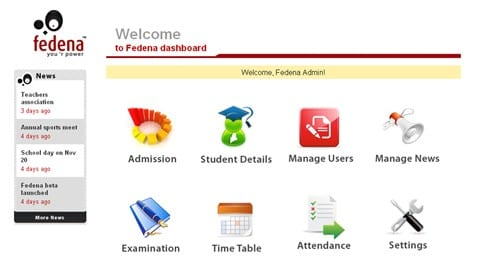 fedena™
you 'r power
Welcome
to Fedena dashboard
Welcome, Fedena Admin!
News
Teachers
association
3 days ago
Annual sports meet
4 days ago
School day on Nov
20
4 days ago
Fedena beta
launched
4 days ago
More News
Admission
Student Details
Manage Users
Manage News
Examination
Time Table
Attendance
Settings